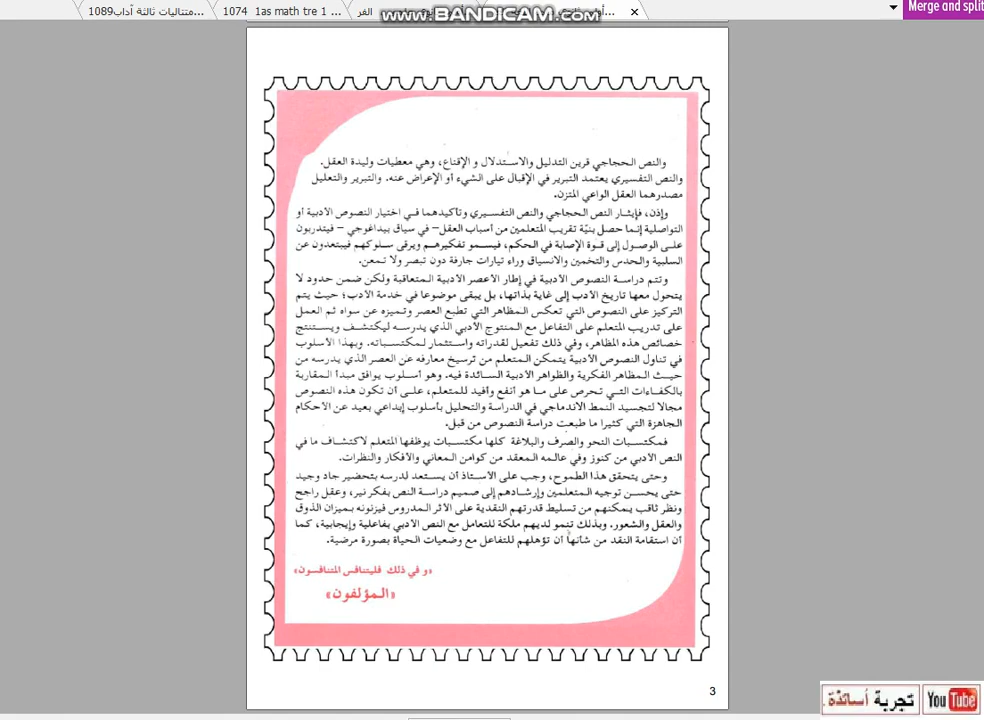 متتاليات ثالثة آداب1089...
1074 1as math tre 1 ...
الفر
www.BANDICAM.com
Merge and split
والنص الحجاجي قرين التدليل والاستدلال و الإقناع، وهي معطيات وليدة العقل.
والنص التفسيري يعتمد التبرير في الإقبال على الشيء أو الإعراض عنه. والتبرير والتعليل
مصدرهما العقل الواعي المتزن.
وإذن، فإيثار النص الحجاجي والنص التفسيري وتأكيدهما في اختيار النصوص الأدبية أو
التواصلية إنما حصل بنيّة تقريب المتعلمين من أسباب العقل– في سياق بيداغوجي – فيتدربون
على الوصول إلى قوة الإصابة في الحكم، فيسمو تفكيرهم ويرقى سلوكهم فيبتعدون عن
السلبية والحدس والتخمين والانسياق وراء تيارات جارفة دون تبصر ولا تمعن.
وتتم دراسة النصوص الأدبية في إطار الأعصر الأدبية المتعاقبة ولكن ضمن حدود لا
يتحول معها تاريخ الأدب إلى غاية بذاتها، بل يبقى موضوعا في خدمة الأدب؛ حيث يتم
التركيز على النصوص التي تعكس المظاهر التي تطبع العصر وتميزه عن سواه ثم العمل
على تدريب المتعلم على التفاعل مع المنتوج الأدبي الذي يدرسه ليكتشف ويستنتج
خصائص هذه المظاهر، وفي ذلك تفعيل لقدراته واستثمار لمكتسباته. وبهذا الأسلوب
في تناول النصوص الأدبية يتمكن المتعلم من ترسيخ معارفه عن العصر الذي يدرسه من
حيث المظاهر الفكرية والظواهر الأدبية السائدة فيه. وهو أسلوب يوافق مبدأ المقاربة
بالكفاءات التي تحرص على ما هو أنفع وأفيد للمتعلم، على أن تكون هذه النصوص
مجالا لتجسيد النمط الاندماجي في الدراسة والتحليل بأسلوب إبداعي بعيد عن الأحكام
الجاهزة التي كثيرا ما طبعت دراسة النصوص من قبل.
فمكتسبات النحو والصرف والبلاغة كلها مكتسبات يوظفها المتعلم لاكتشاف ما في
النص الأدبي من كنوز وفي عالمه المعقد من كوامن المعاني والأفكار والنظرات.
وحتى يتحقق هذا الطموح، وجب على الأستاذ أن يستعد لدرسه بتحضير جاد وجيد
حتى يحسن توجيه المتعلمين وإرشادهم إلى صميم دراسة النص بفكر نير، وعقل راجح
ونظر ثاقب يمكنهم من تسليط قدرتهم النقدية على الأثر المدروس فيزنونه بميزان الذوق
والعقل والشعور. وبذلك تنمو لديهم ملكة للتعامل مع النص الأدبي بفاعلية وإيجابية، كما
أن استقامة النقد من شأنها أن تؤهلهم للتفاعل مع وضعيات الحياة بصورة مرضية.
«و في ذلك فليتنافس المتنافسون»
«المؤلفون»
3
تجربة أساتذة.
YouTube